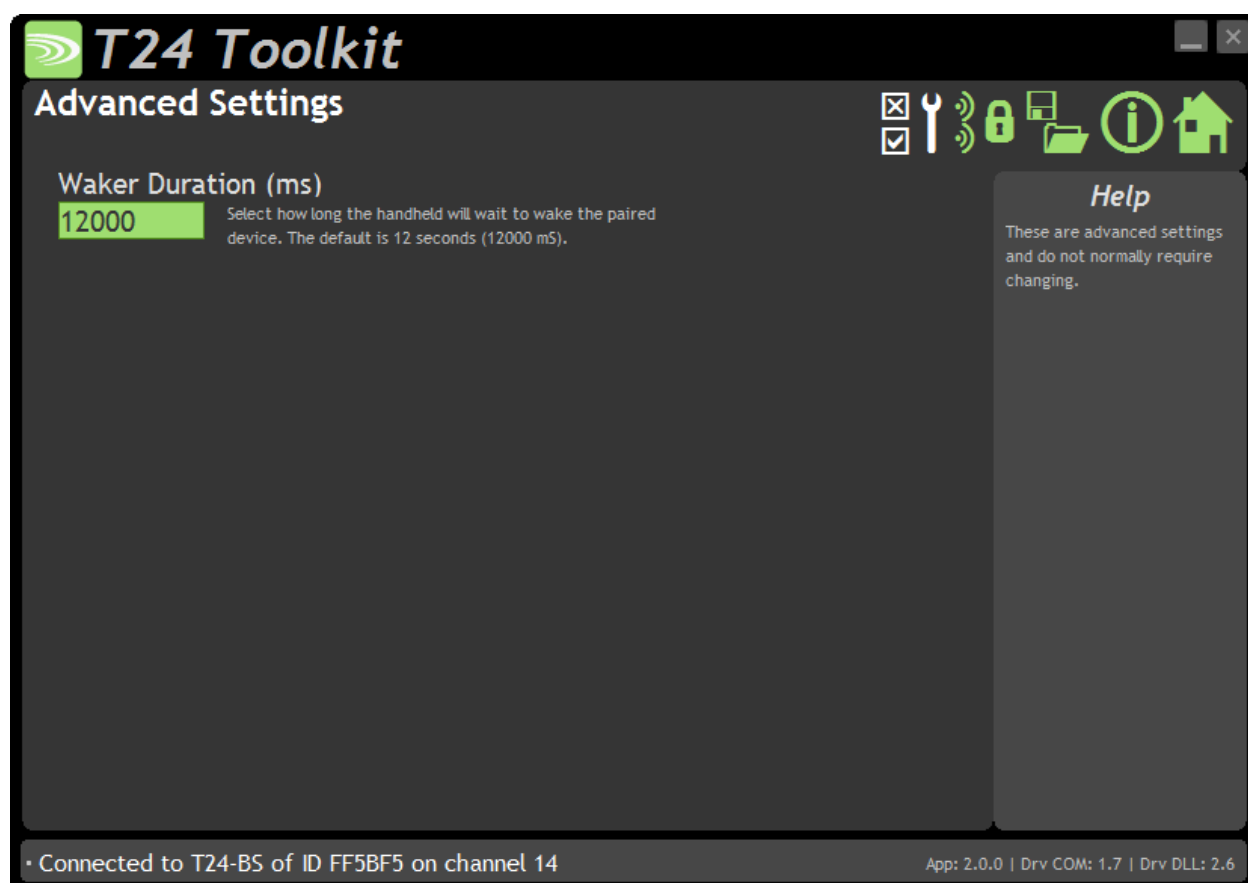 T24 Toolkit
Advanced Settings
Waker Duration (ms)
12000
Select how long the handheld will wait to wake the paired
device. The default is 12 seconds (12000 mS).
Help
These are advanced settings
and do not normally require
changing.
Connected to T24-BS of ID FF5BF5 on channel 14
App: 2.0.0 | Drv COM: 1.7 | Drv DLL: 2.6